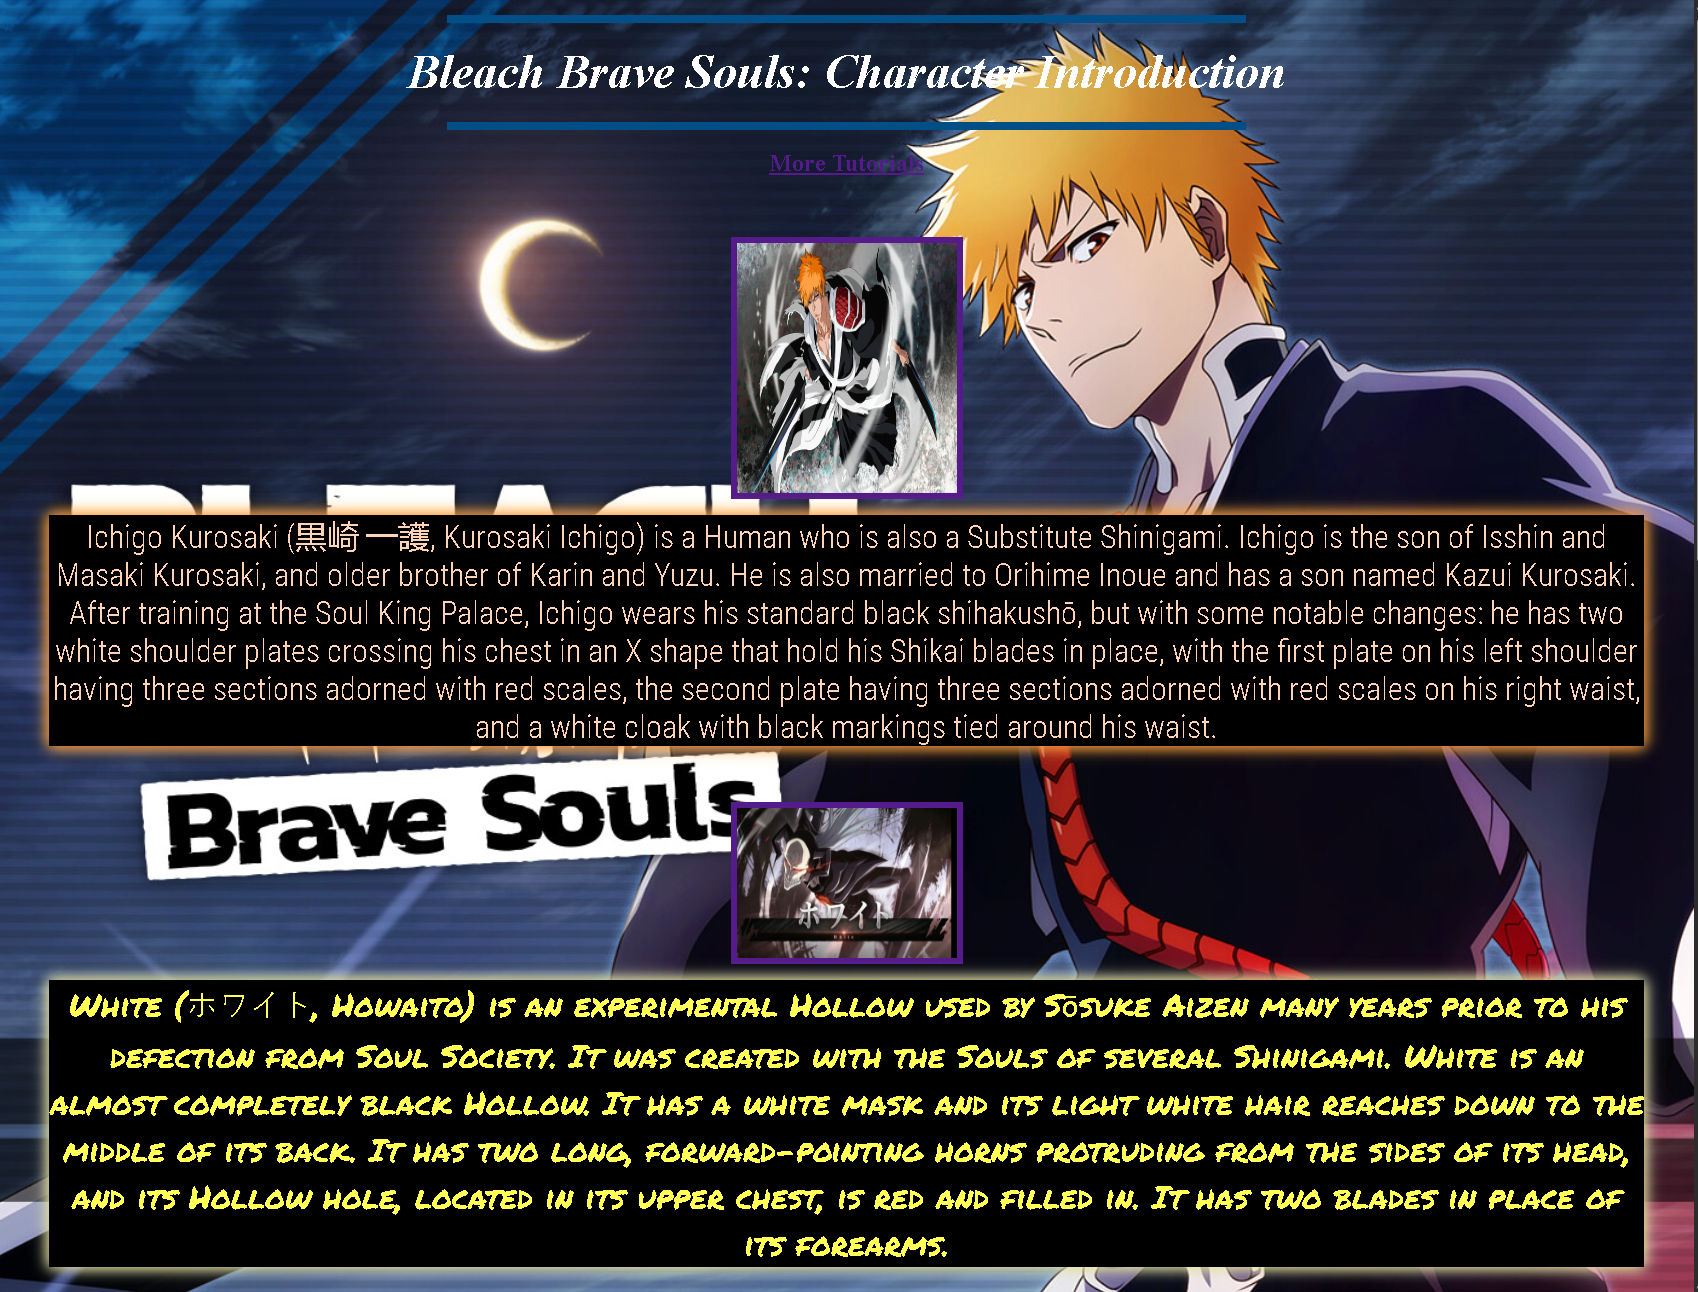 Bleach Brave Souls: Character Introduction
More Tutorials
BLEACH
Ichigo Kurosaki (黒崎 一護, Kurosaki Ichigo) is a Human who is also a Substitute Shinigami. Ichigo is the son of Isshin and
Masaki Kurosaki, and older brother of Karin and Yuzu. He is also married to Orihime Inoue and has a son named Kazui Kurosaki.
After training at the Soul King Palace, Ichigo wears his standard black shihakushō, but with some notable changes: he has two
white shoulder plates crossing his chest in an X shape that hold his Shikai blades in place, with the first plate on his left shoulder
having three sections adorned with red scales, the second plate having three sections adorned with red scales on his right waist,
and a white cloak with black markings tied around his waist.
Brave Souls
ホワイト
White (ホワイト, Howaito) is an experimental Hollow used by Sōsuke Aizen many years prior to his
defection from Soul Society. It was created with the Souls of several Shinigami. White is an
almost completely black Hollow. It has a white mask and its light white hair reaches down to the
middle of its back. It has two long, forward-pointing horns protruding from the sides of its head,
and its Hollow hole, located in its upper chest, is red and filled in. It has two blades in place of
its forearms.